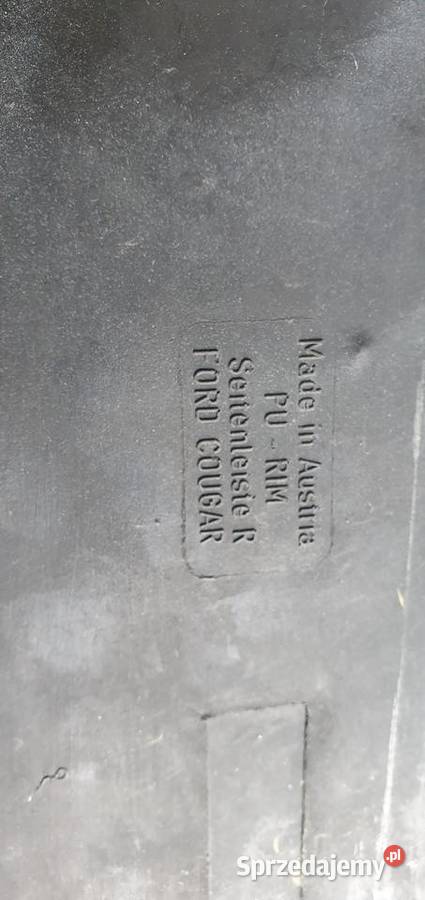 Made in Austria
PU - RIM
Seitenleiste R
FORD COUGAR
Sprzedajemy.pl